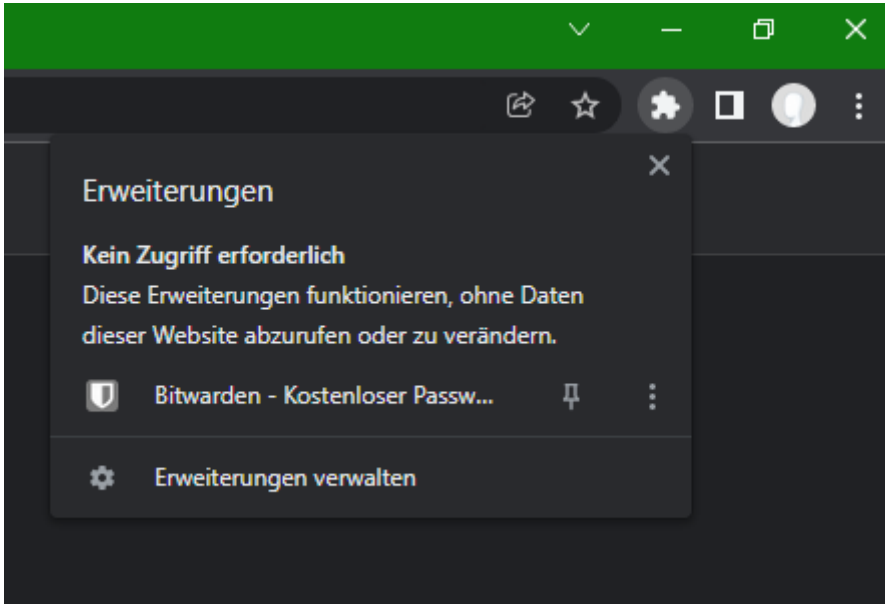 Erweiterungen
Kein Zugriff erforderlich
Diese Erweiterungen funktionieren, ohne Daten
dieser Website abzurufen oder zu verändern.
Bitwarden - Kostenloser Passw...
Erweiterungen verwalten